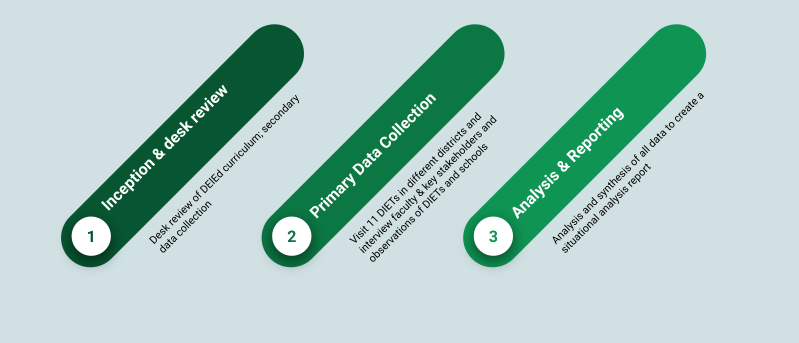 1
Inception & desk review
Desk review of DElEd curriculum; secondary
data collection
2
Primary Data Collection
Visit 11 DIETs in different districts and
interview faculty & key stakeholders and
observations of DIETs and schools
3
Analysis & Reporting
Analysis and synthesis of all data to create a
situational analysis report